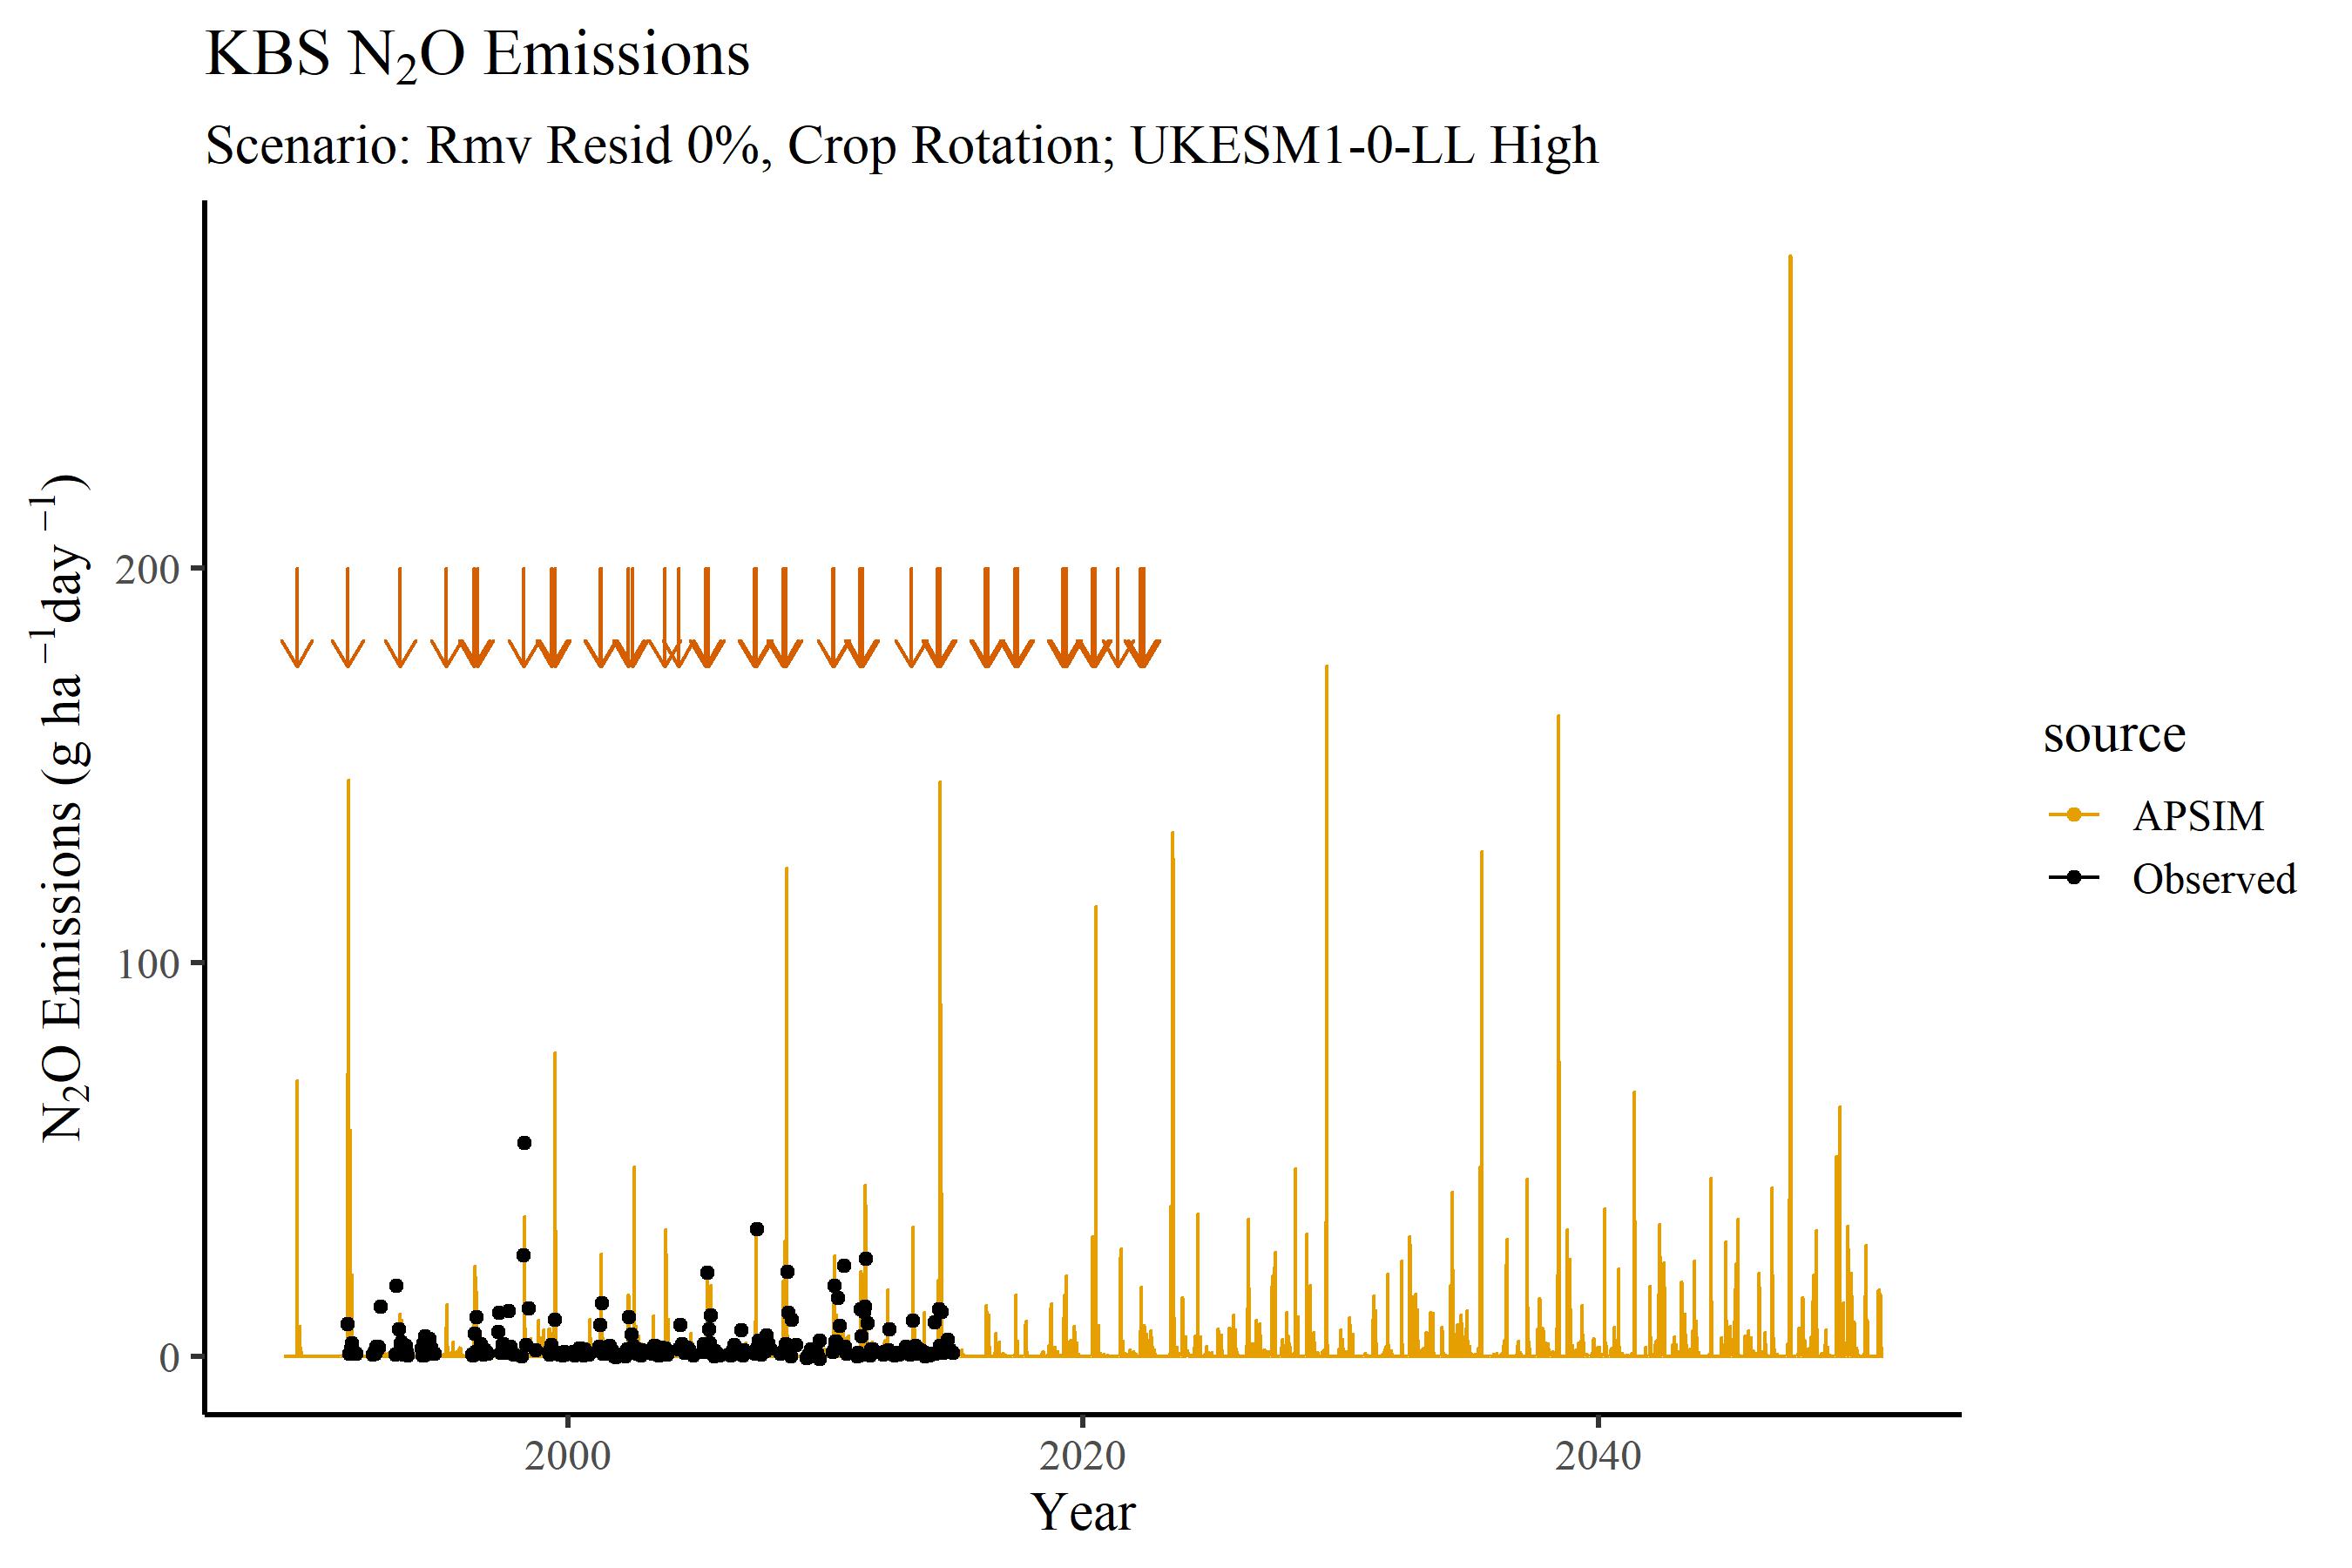 KBS N₂O Emissions
Scenario: Rmv Resid 0%, Crop Rotation; UKESM1-0-LL High
N₂O Emissions (g ha⁻¹day⁻¹)
200
100
0
2000 2020 2040
Year
source
APSIM
Observed